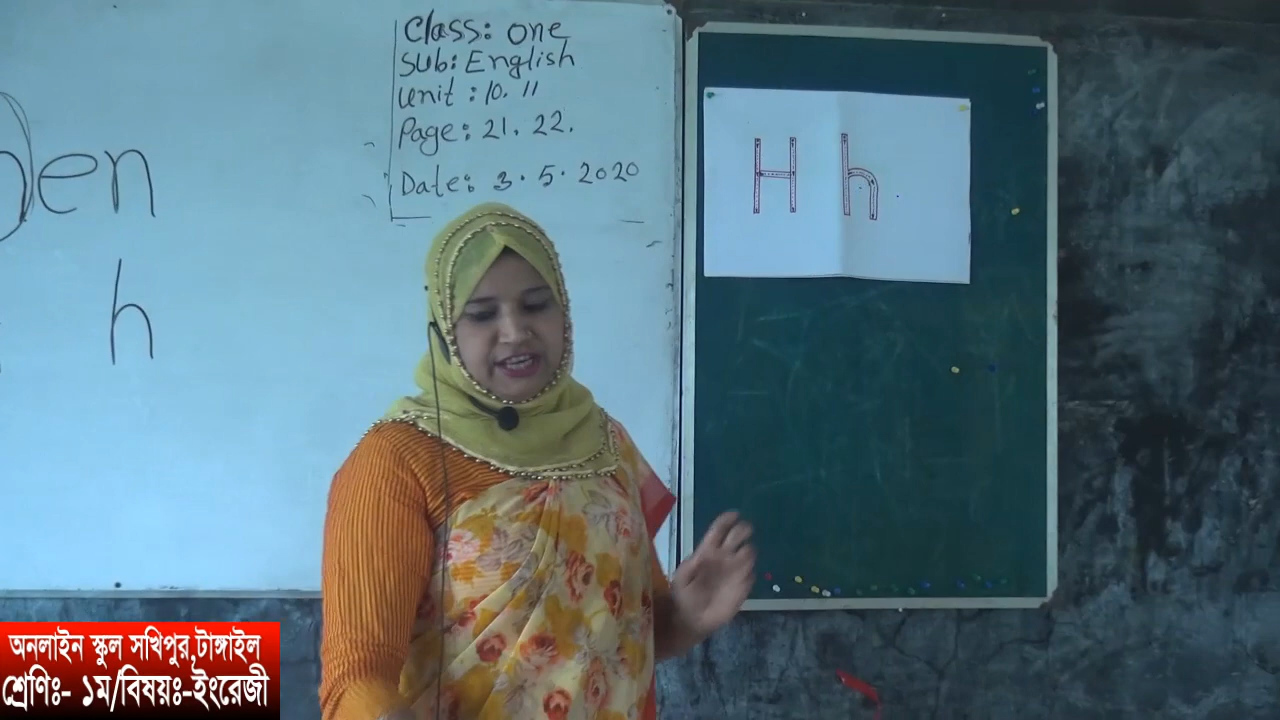 Class: one
Sub: English
Unit : 10. 11
Page: 21. 22.
Date: 3. 5. 2020
hen
h
H h
অনলাইন স্কুল সখিপুর,টাঙ্গাইল
শ্রেণিঃ- ১ম/বিষয়ঃ-ইংরেজী